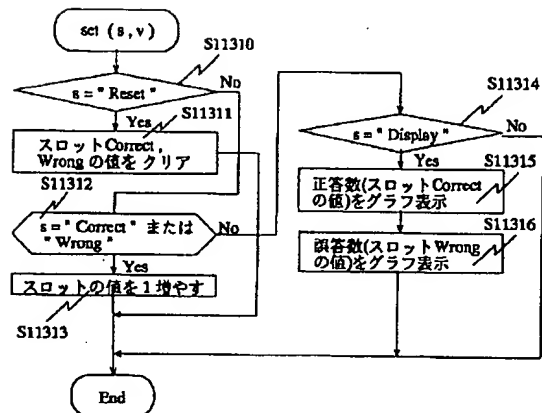 set (s,v)
S11310
s = " Reset "
No
Yes
S11311
スロットCorrect,
Wrongの値を クリア
S11312
s = " Correct " または
" Wrong "
No
Yes
スロットの値を1増やす
S11313
End
S11314
s = " Display "
No
Yes
S11315
正答数(スロットCorrect
の値)をグラフ表示
S11316
誤答数(スロットWrong
の値)をグラフ表示